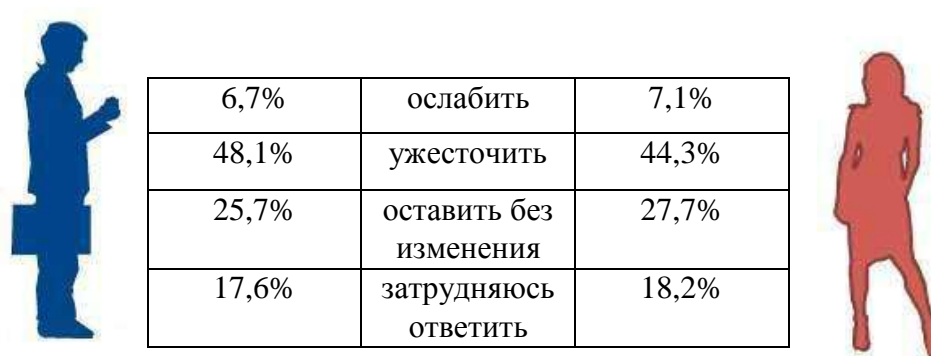 6,7% ослабить 7,1%
48,1% ужесточить 44,3%
25,7% оставить без 27,7%
изменения
17,6% затрудняюсь 18,2%
ответить